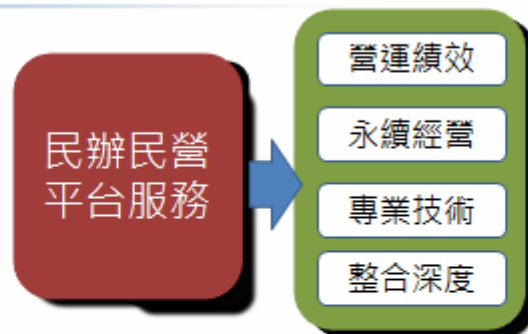 民辦民營
平台服務
營運績效
永續經營
專業技術
整合深度